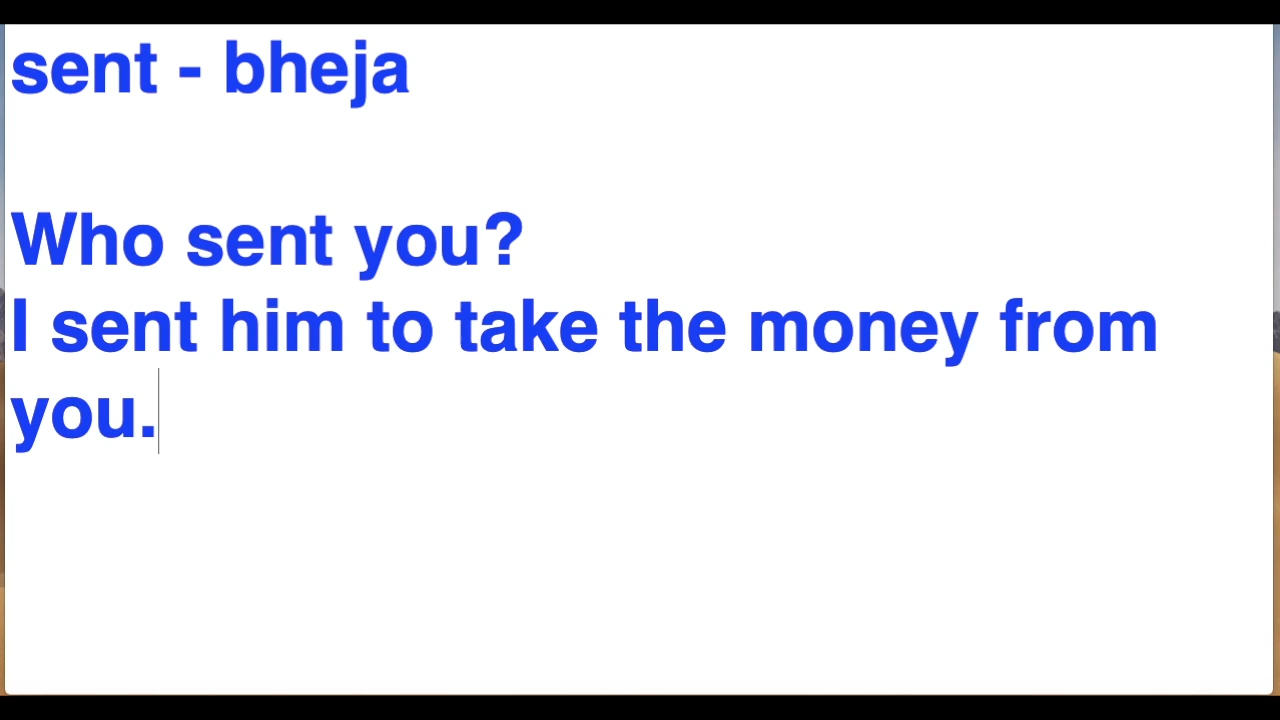 sent - bheja
Who sent you?
I sent him to take the money from
you.